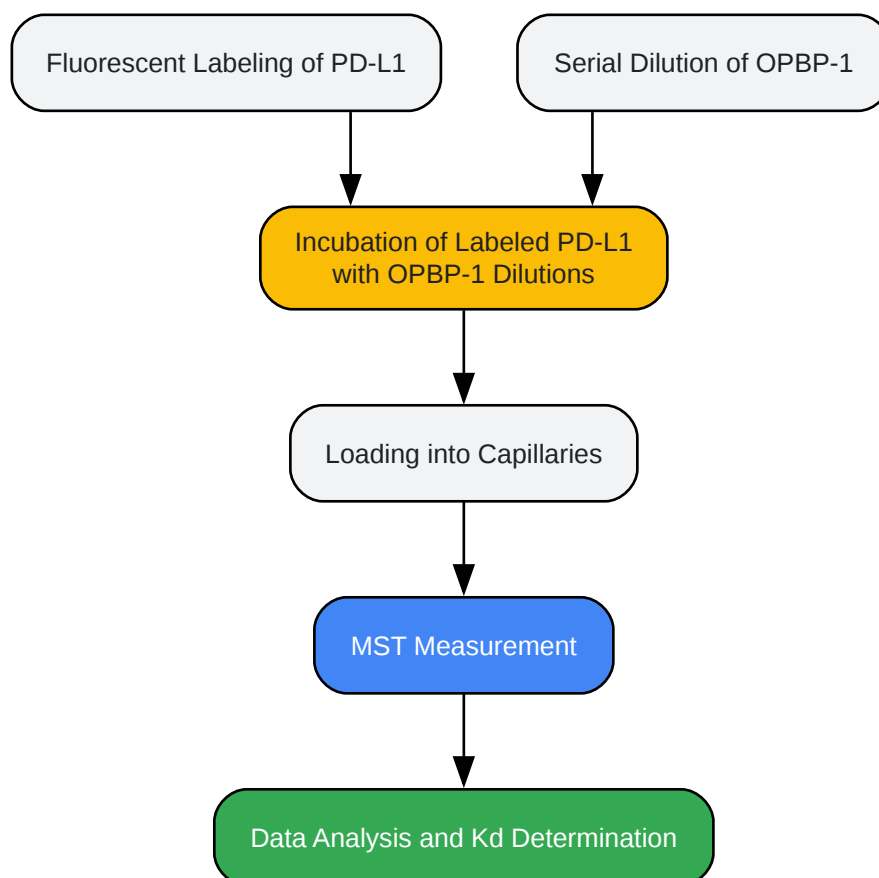 Fluorescent Labeling of PD-L1
Serial Dilution of OPBP-1
Incubation of Labeled PD-L1
with OPBP-1 Dilutions
Loading into Capillaries
MST Measurement
Data Analysis and Kd Determination